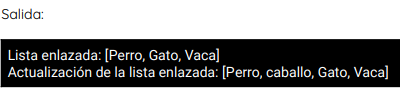 Salida:
Lista enlazada: [Perro, Gato, Vaca]
Actualización de la lista enlazada: [Perro, caballo, Gato, Vaca]